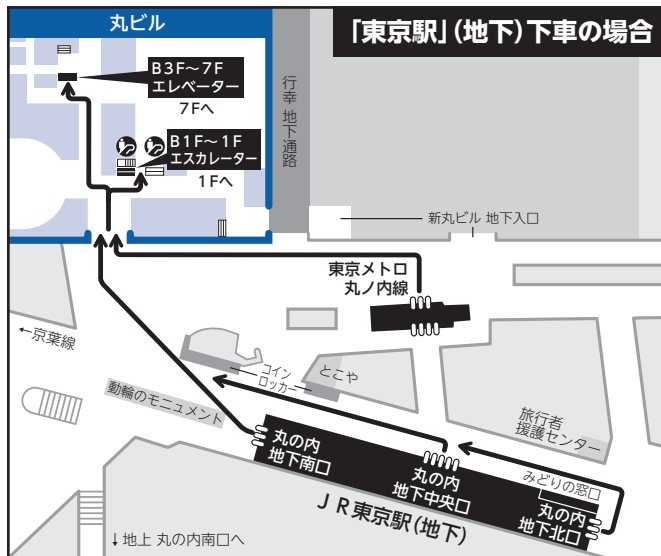 「東京駅」(地下)下車の場合
丸ビル
B3F～7F
エレベーター
7Fへ
B1F～1F
エスカレーター
1Fへ
行幸 地下通路
新丸ビル 地下入口
東京メトロ
丸ノ内線
←京葉線
コイン
ロッカー
とこや
動輪のモニュメント
旅行者
援護センター
みどりの窓口
丸の内
地下南口
丸の内
地下中央口
丸の内
地下北口
JR東京駅(地下)
↓地上 丸の内南口へ